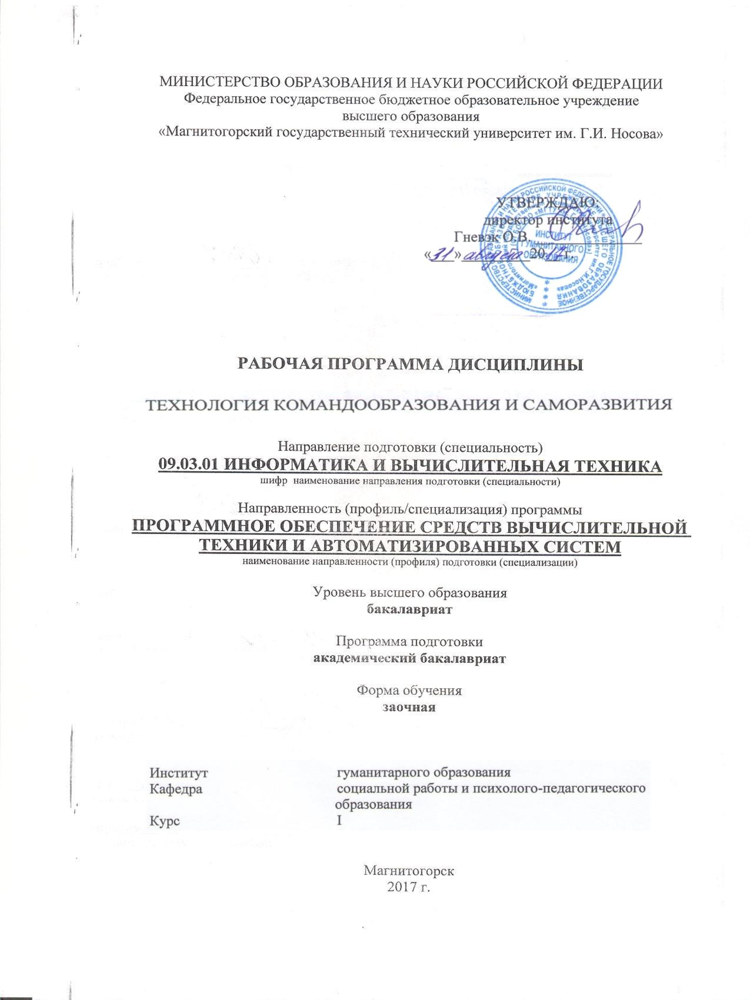 МИНИСТЕРСТВО ОБРАЗОВАНИЯ И НАУКИ РОССИЙСКОЙ ФЕДЕРАЦИИ
Федеральное государственное бюджетное образовательное учреждение
высшего образования
«Магнитогорский государственный технический университет им. Г.И. Носова»
УТВЕРЖДАЮ:
директор института
Гневэк О.В.
«31» августа 2017 г.
ИНСТИТУТ
ГУМАНИТАРНОГО
ОБРАЗОВАНИЯ
РАБОЧАЯ ПРОГРАММА ДИСЦИПЛИНЫ
ТЕХНОЛОГИЯ КОМАНДООБРАЗОВАНИЯ И САМОРАЗВИТИЯ
Направление подготовки (специальность)
09.03.01 ИНФОРМАТИКА И ВЫЧИСЛИТЕЛЬНАЯ ТЕХНИКА
шифр наименование направления подготовки (специальности)
Направленность (профиль/специализация) программы
ПРОГРАММНОЕ ОБЕСПЕЧЕНИЕ СРЕДСТВ ВЫЧИСЛИТЕЛЬНОЙ
ТЕХНИКИ И АВТОМАТИЗИРОВАННЫХ СИСТЕМ
наименование направленности (профиля) подготовки (специализации)
Уровень высшего образования
бакалавриат
Программа подготовки
академический бакалавриат
Форма обучения
заочная
Институт гуманитарного образования
Кафедра социальной работы и психолого-педагогического
образования
Курс I
Магнитогорск
2017 г.